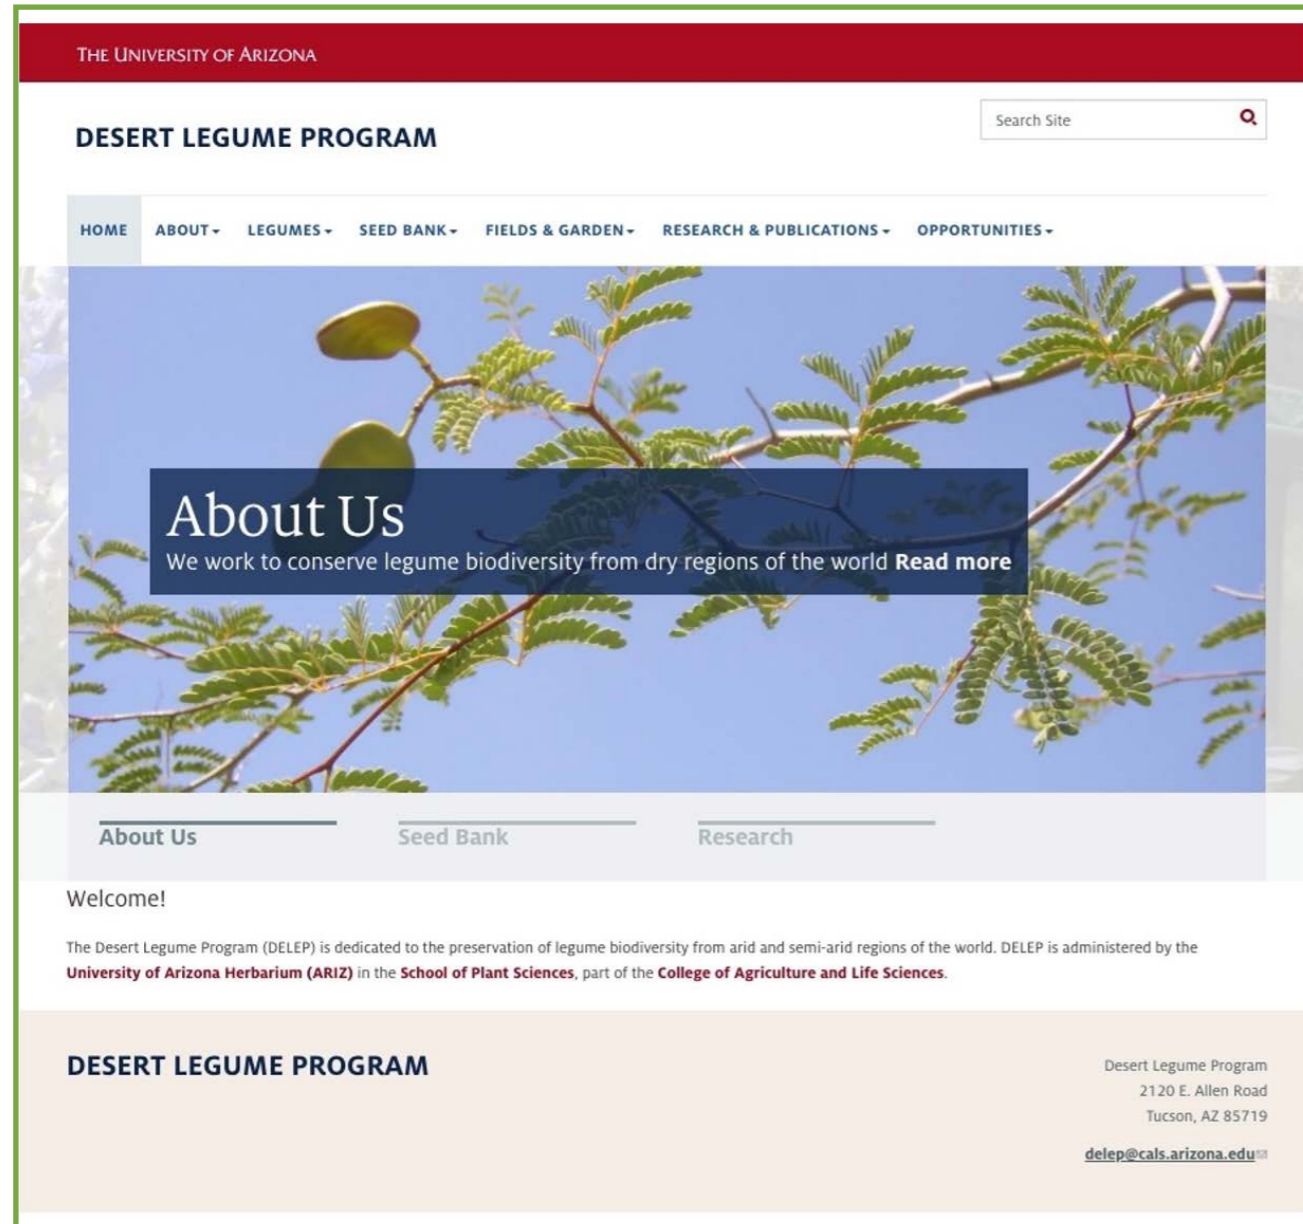 THE UNIVERSITY OF ARIZONA
DESERT LEGUME PROGRAM
Search Site
HOME ABOUT LEGUMES SEED BANK FIELDS & GARDEN RESEARCH & PUBLICATIONS OPPORTUNITIES
About Us
We work to conserve legume biodiversity from dry regions of the world Read more
About Us Seed Bank Research
Welcome!
The Desert Legume Program (DELEP) is dedicated to the preservation of legume biodiversity from arid and semi-arid regions of the world. DELEP is administered by the
University of Arizona Herbarium (ARIZ) in the School of Plant Sciences, part of the College of Agriculture and Life Sciences.
DESERT LEGUME PROGRAM
Desert Legume Program
2120 E. Allen Road
Tucson, AZ 85719
delep@cals.arizona.edu